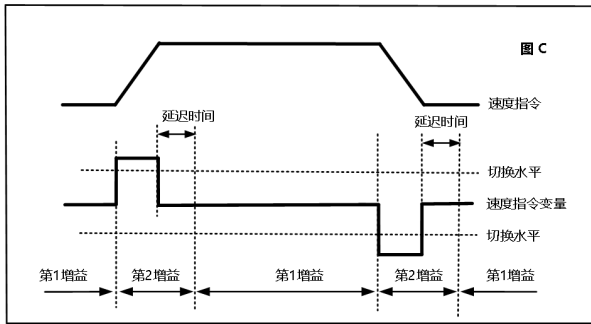 图 C
速度指令
延迟时间
延迟时间
切换水平
速度指令变量
切换水平
第1增益 第2增益 第1增益 第2增益 第1增益